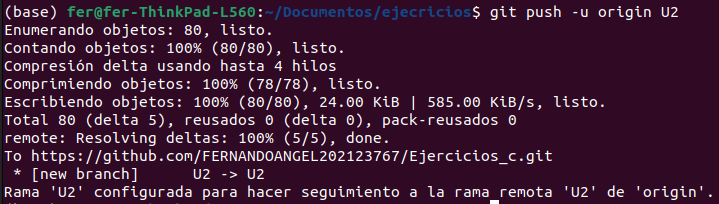 (base) fer@fer-ThinkPad-L560:~/Documentos/ejecricios$ git push -u origin U2
Enumerando objetos: 80, listo.
Contando objetos: 100% (80/80), listo.
Compresión delta usando hasta 4 hilos
Comprimiendo objetos: 100% (78/78), listo.
Escribiendo objetos: 100% (80/80), 24.00 KiB | 585.00 KiB/s, listo.
Total 80 (delta 5), reusados 0 (delta 0), pack-reusados 0
remote: Resolving deltas: 100% (5/5), done.
To https://github.com/FERNANDOANGEL202123767/Ejercicios_c.git
 * [new branch]      U2 -> U2
Rama 'U2' configurada para hacer seguimiento a la rama remota 'U2' de 'origin'.